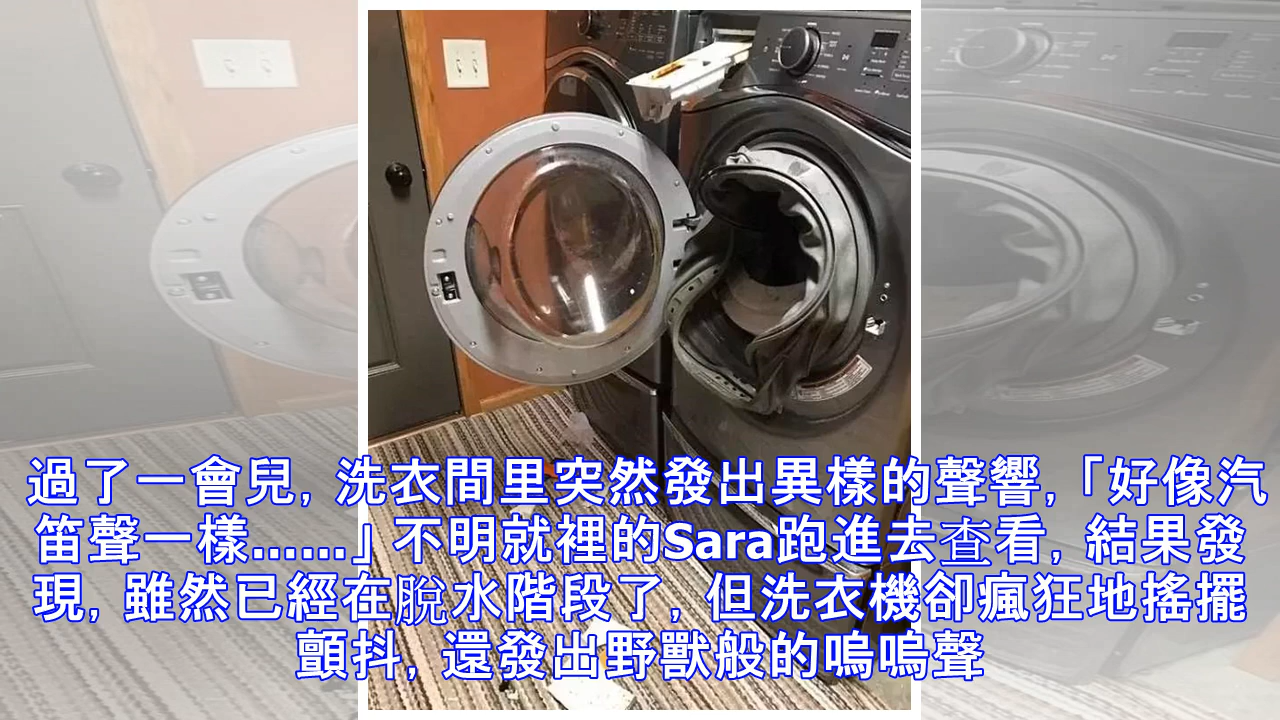 過了一會兒, 洗衣間里突然發出異樣的聲響,「好像汽
笛聲一樣......」不明就裡的Sara跑進去查看, 結果發
現, 雖然已經在脫水階段了, 但洗衣機卻瘋狂地搖擺
顫抖, 還發出野獸般的嗚嗚聲